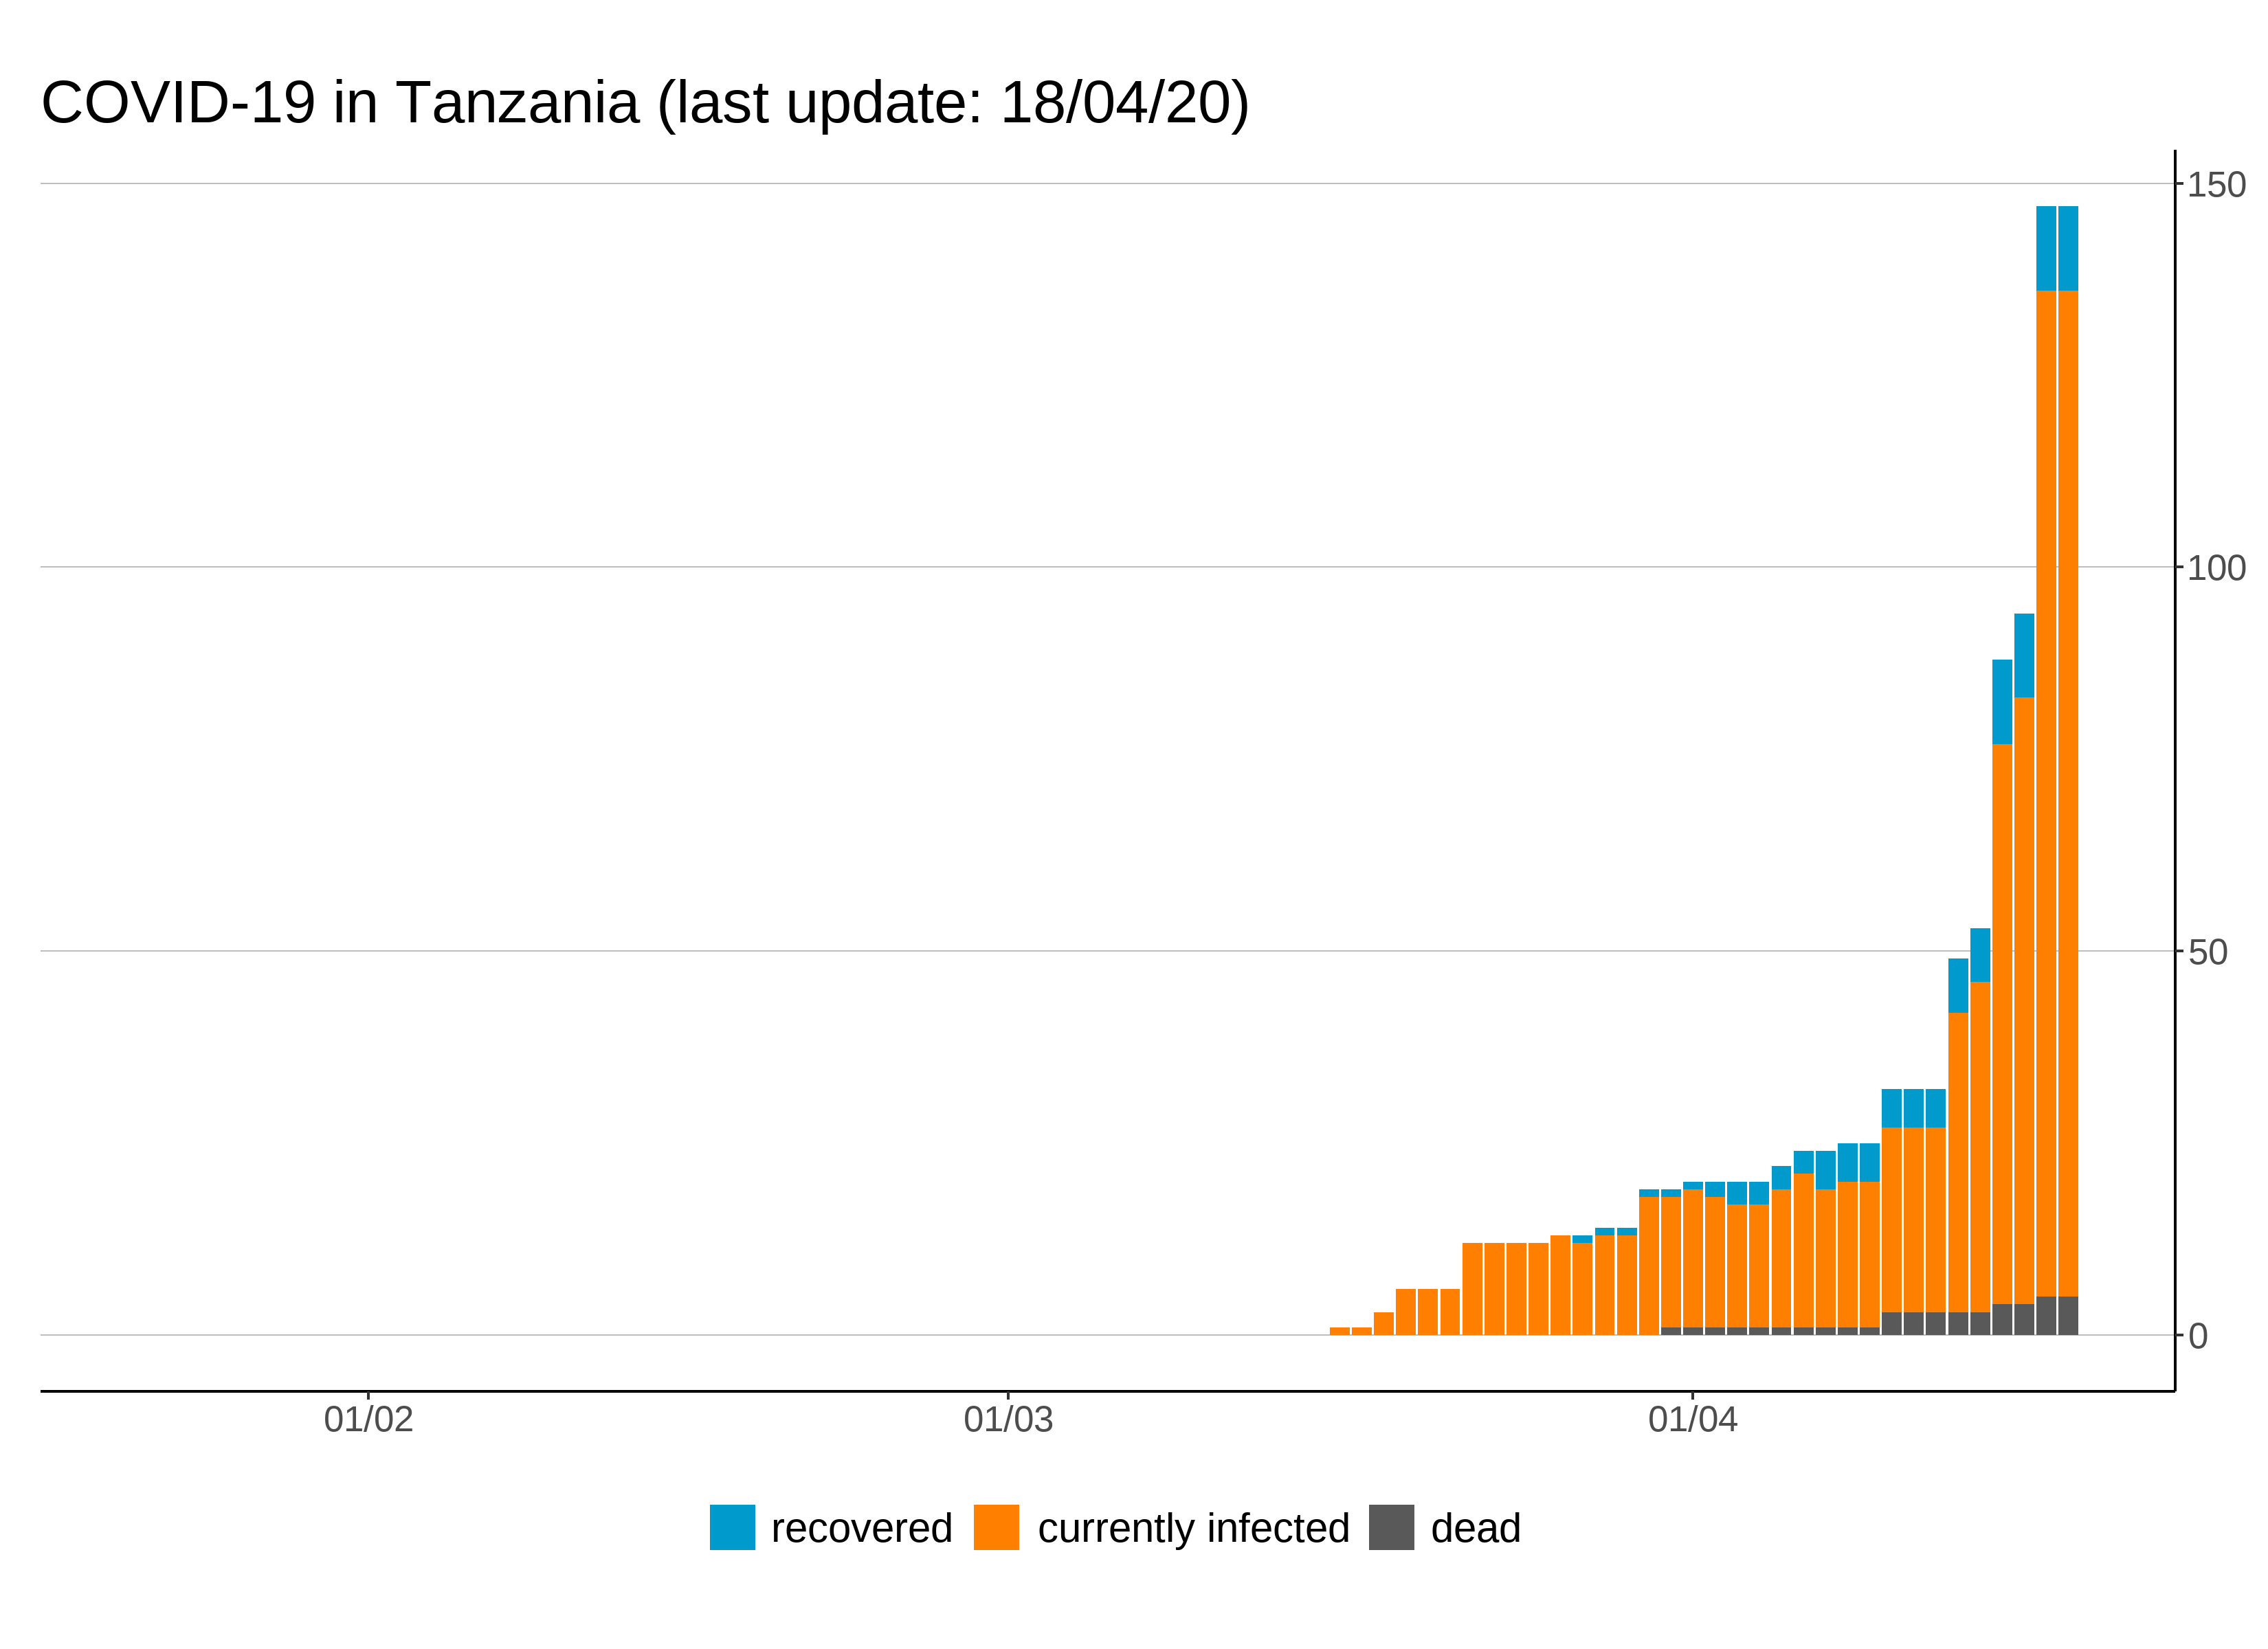 COVID-19 in Tanzania (last update: 18/04/20)
150
100
50
0
01/02 01/03 01/04
recovered currently infected dead